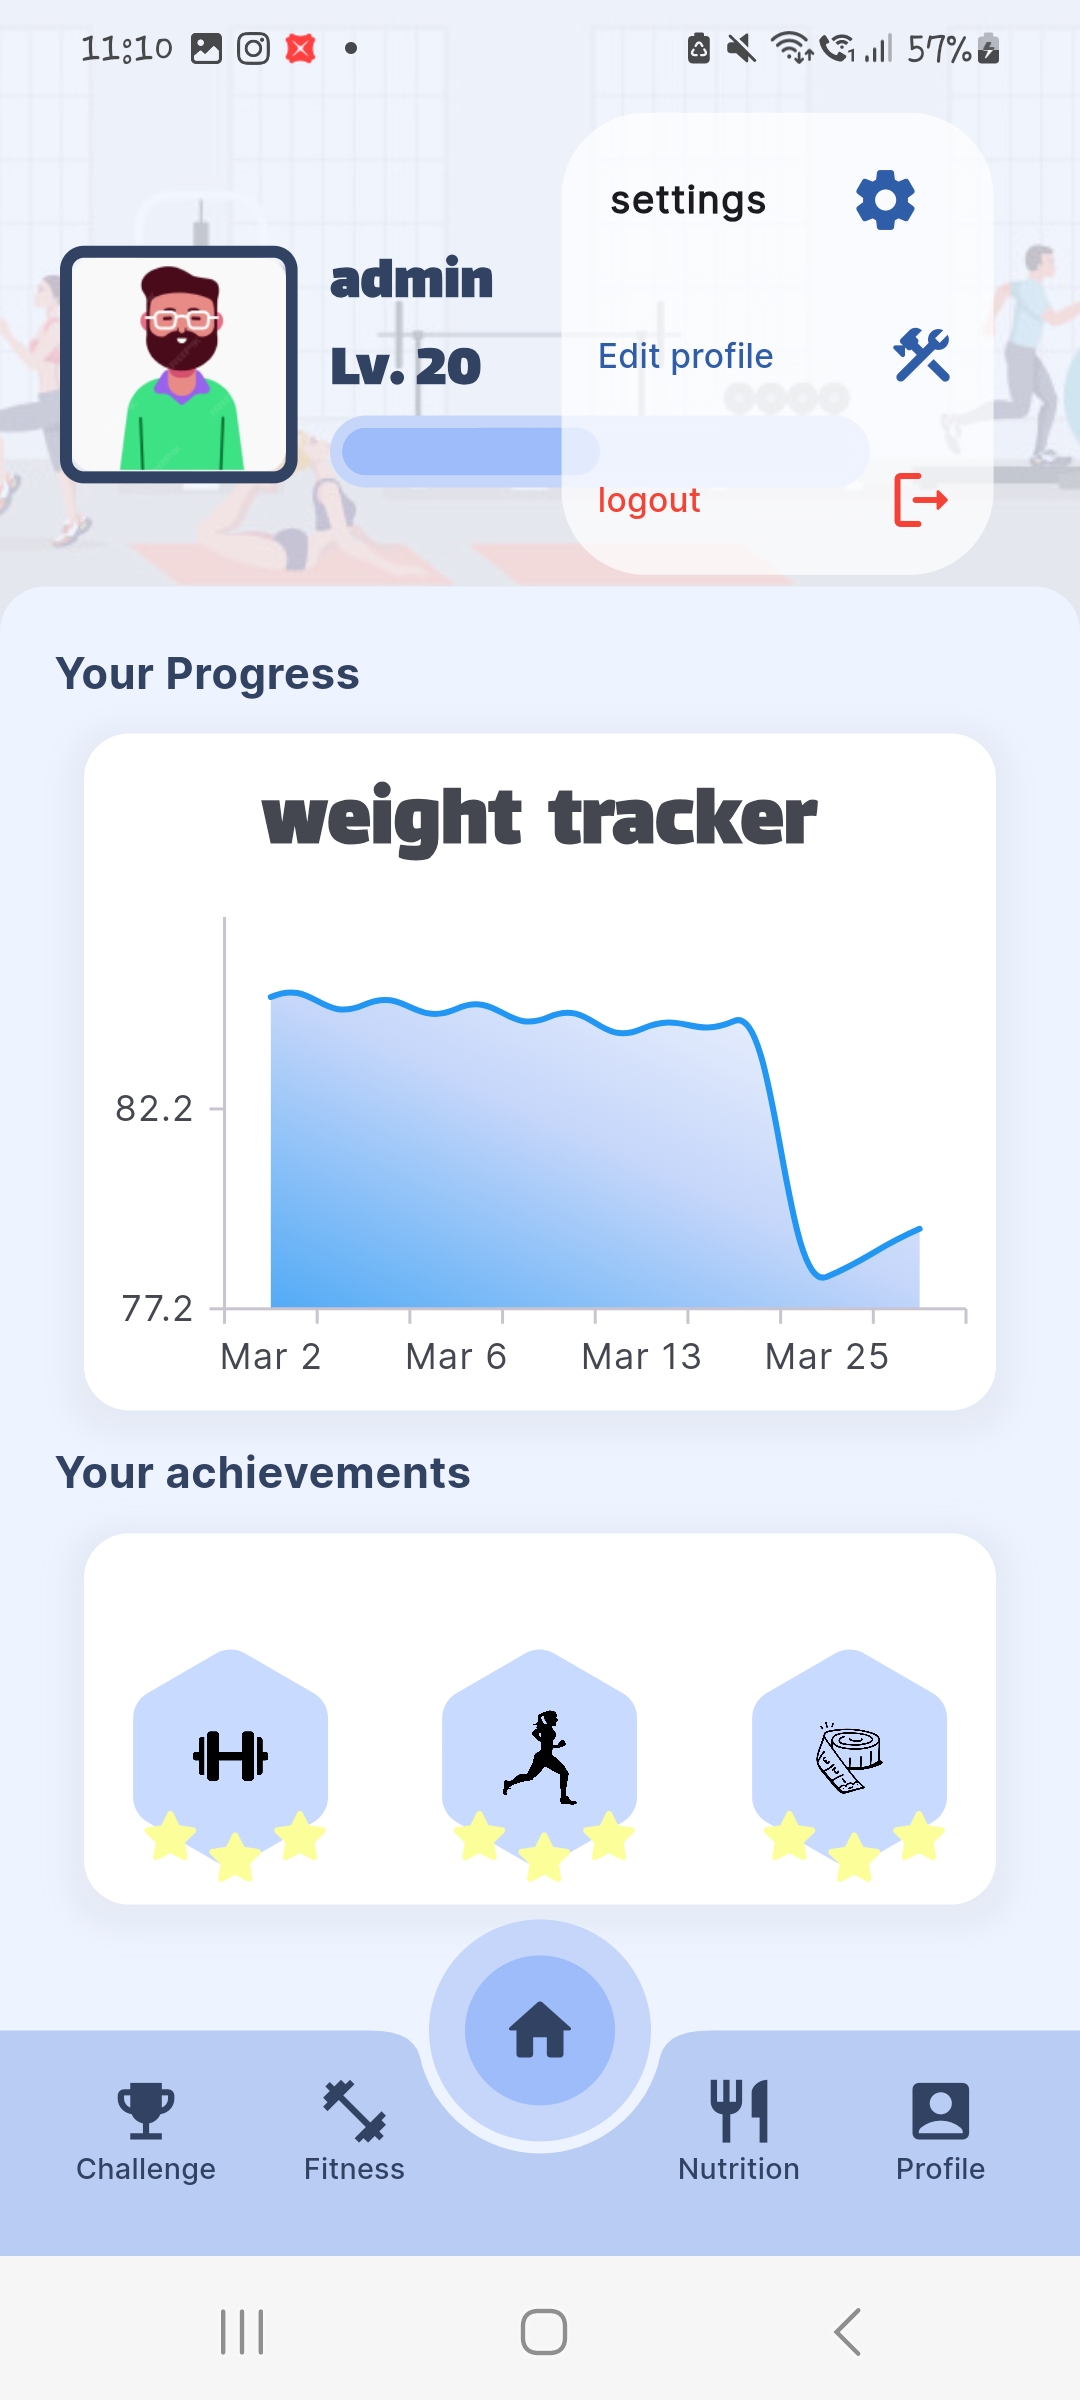 11:10
57%
settings
admin
Lv. 20
Edit profile
logout
Your Progress
weight tracker
82.2
77.2
Mar 2 Mar 6 Mar 13 Mar 25
Your achievements
Challenge Fitness Nutrition Profile